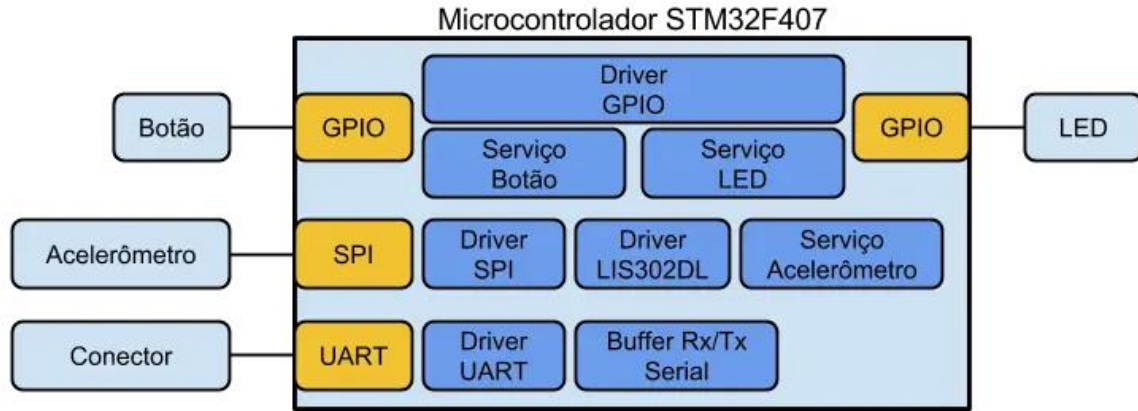 Microcontrolador STM32F407
Driver
GPIO
Botão
GPIO
GPIO
LED
Serviço
Botão
Serviço
LED
Acelerômetro
SPI
Driver
SPI
Driver
LIS302DL
Serviço
Acelerômetro
Conector
UART
Driver
UART
Buffer Rx/Tx
Serial